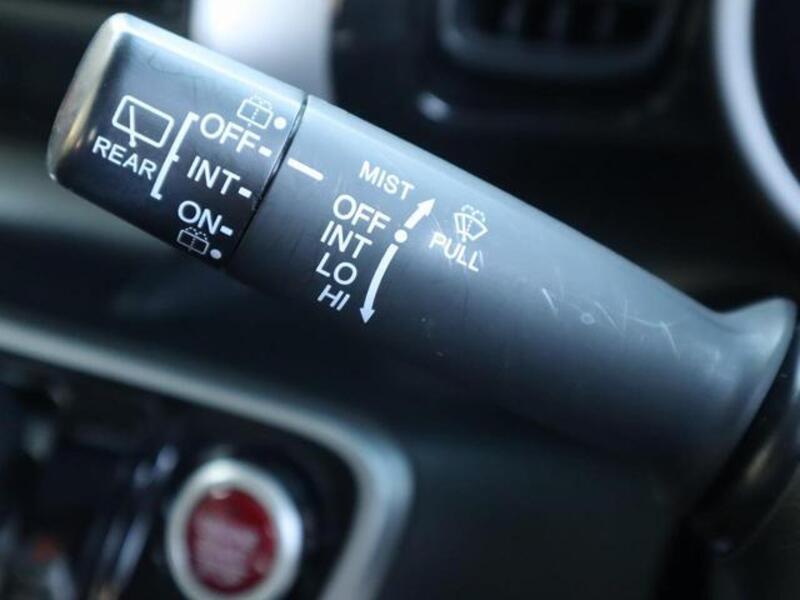 REAR
OFF
INT
ON
MIST
OFF
INT
LO
HI
PULL